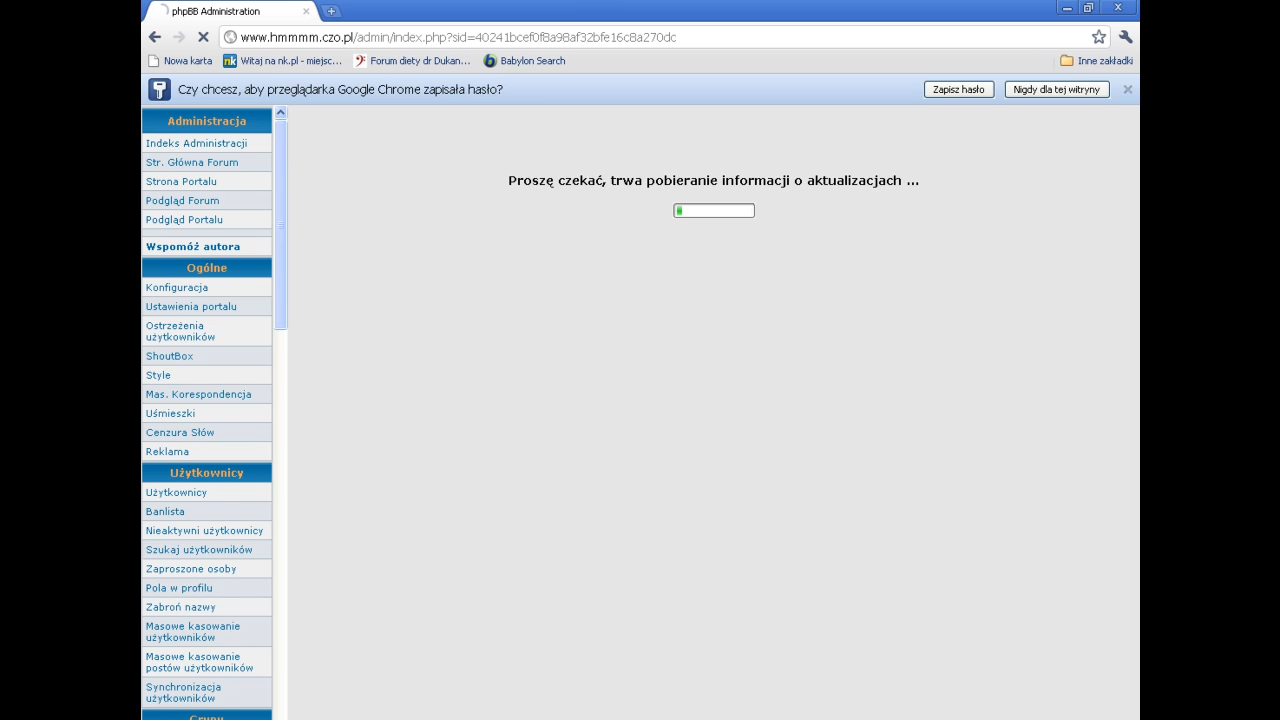 phpBB Administration
www.hmmmm.czo.pl/admin/index.php?sid=40241bcef0f8a98af32bfe16c8a270dc
Nowa karta
Witaj na nk.pl - miejsc...
Forum diety dr Dukan...
Babylon Search
Inne zakładki
Czy chcesz, aby przeglądarka Google Chrome zapisała hasło?
Zapisz hasło
Nigdy dla tej witryny
Administracja
Indeks Administracji
Str. Główna Forum
Strona Portalu
Podgląd Forum
Podgląd Portalu
Wspomóż autora
Ogólne
Konfiguracja
Ustawienia portalu
Ostrzeżenia
użytkowników
ShoutBox
Style
Mas. Korespondencja
Uśmieszki
Cenzura Słów
Reklama
Użytkownicy
Użytkownicy
Banlista
Nieaktywni użytkownicy
Szukaj użytkowników
Zaproszone osoby
Pola w profilu
Zabroń nazwy
Masowe kasowanie
użytkowników
Masowe kasowanie
postów użytkowników
Synchronizacja
użytkowników
Grupy
Proszę czekać, trwa pobieranie informacji o aktualizacjach ...